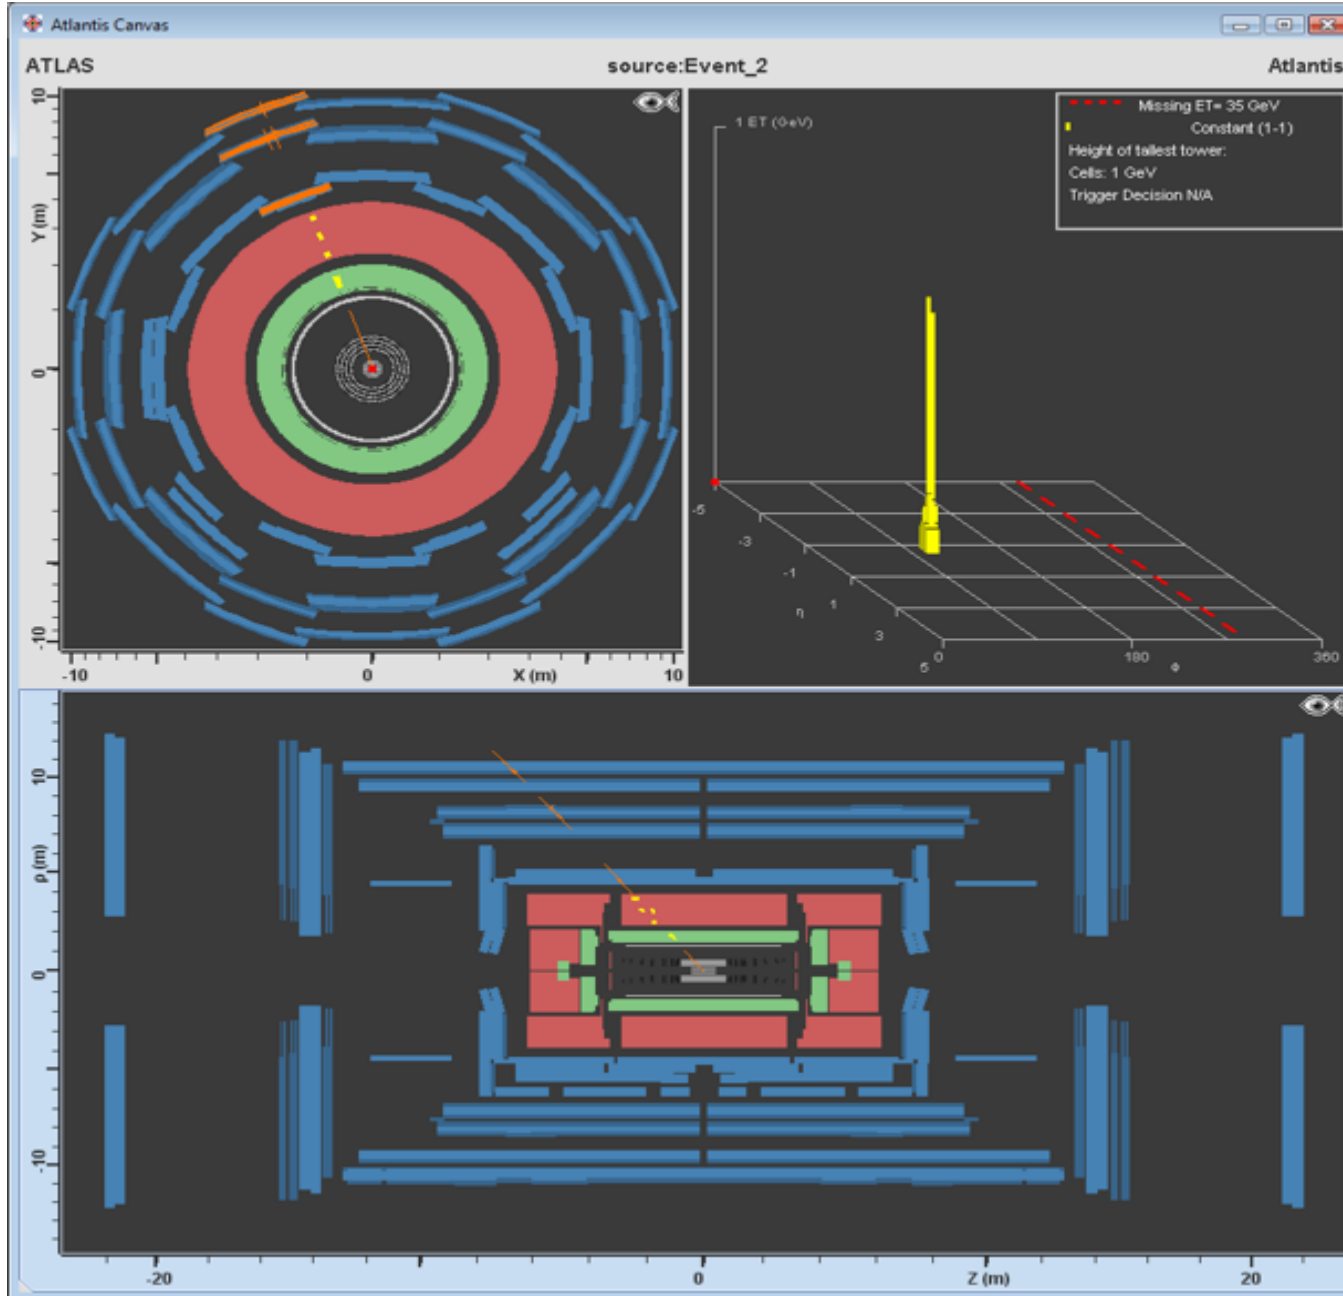 Atlantis Canvas
ATLAS source:Event_2 Atlantis
10
Y (m)
0
-10
-10 0 X (m) 10
1 ET (GeV)
Missing ET= 35 GeV
Constant (1-1)
Height of tallest tower:
Cells: 1 GeV
Trigger Decision N/A
-5
-3
-1
η 1
3
5 0 180 Φ 360
10
ρ (m)
0
-10
-20 0 Z (m) 20